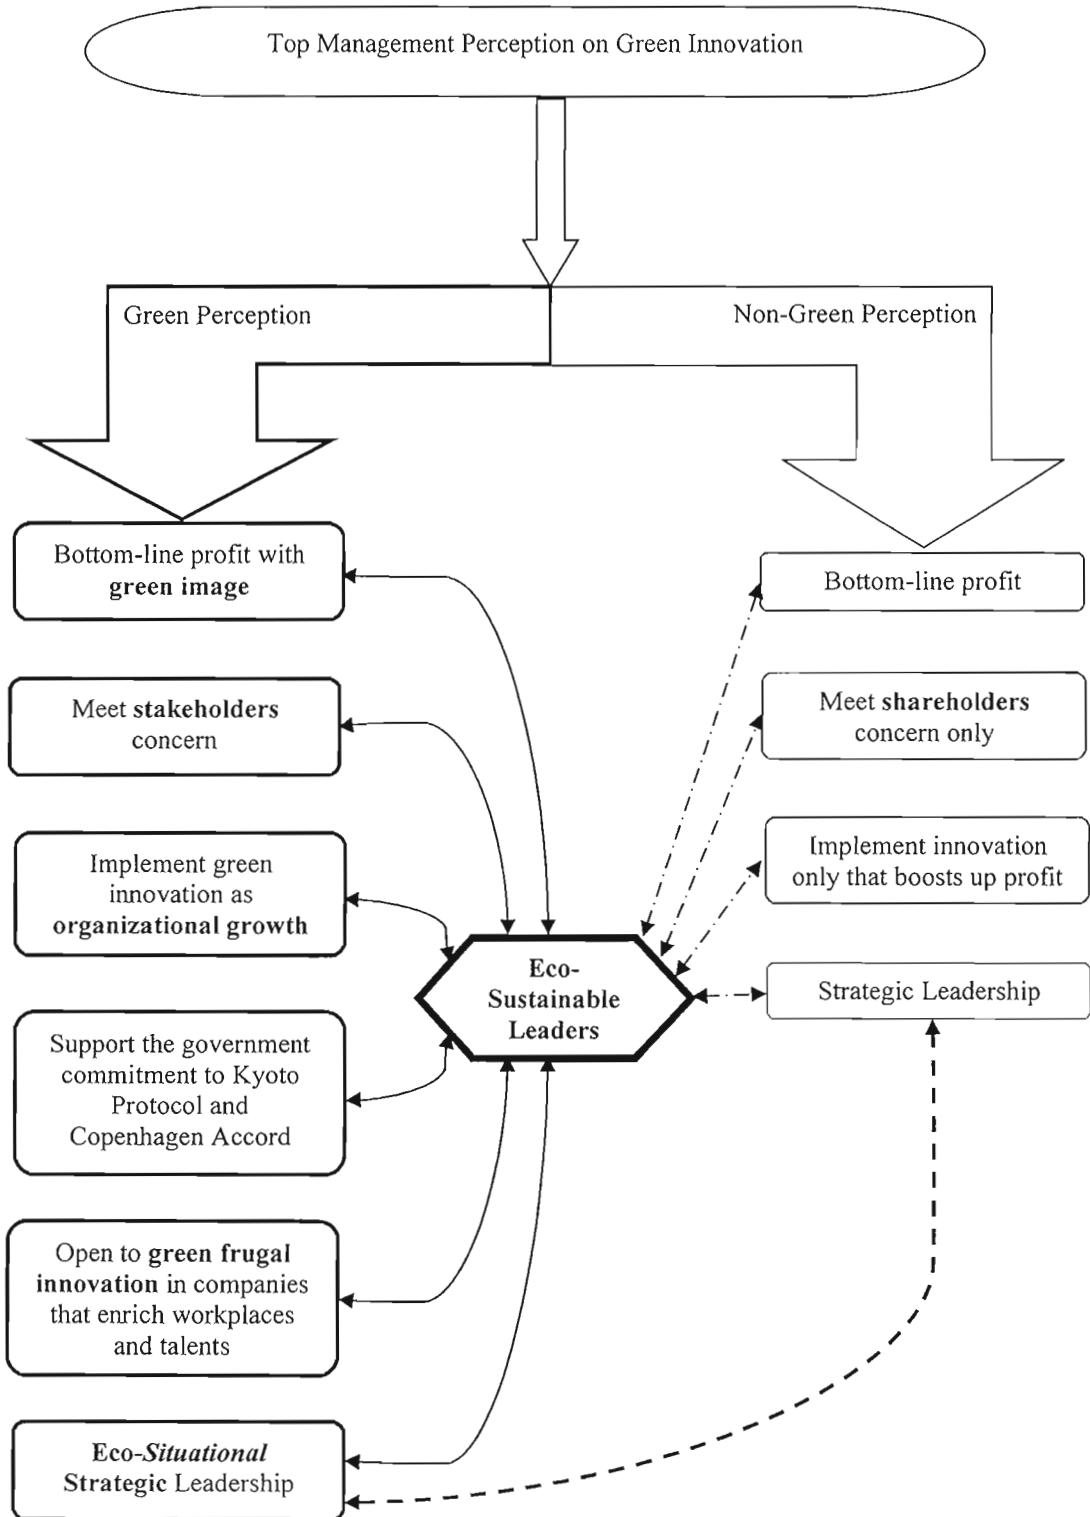 Top Management Perception on Green Innovation
Green Perception
Non-Green Perception
Bottom-line profit with
green image
Meet stakeholders
concern
Implement green
innovation as
organizational growth
Support the government
commitment to Kyoto
Protocol and
Copenhagen Accord
Open to green frugal
innovation in companies
that enrich workplaces
and talents
Eco-Situational
Strategic Leadership
Eco-
Sustainable
Leaders
Bottom-line profit
Meet shareholders
concern only
Implement innovation
only that boosts up profit
Strategic Leadership